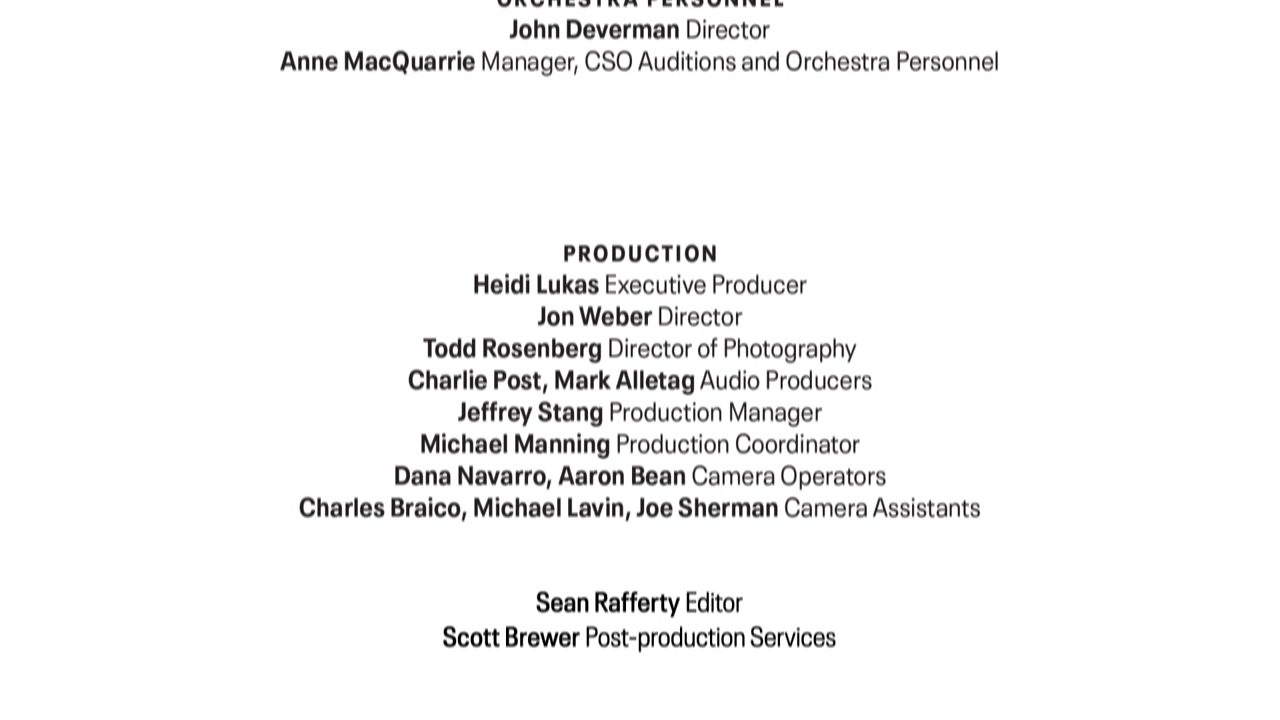 ORCHESTRA PERSONNEL
John Deverman Director
Anne MacQuarrie Manager, CSO Auditions and Orchestra Personnel
PRODUCTION
Heidi Lukas Executive Producer
Jon Weber Director
Todd Rosenberg Director of Photography
Charlie Post, Mark Alletag Audio Producers
Jeffrey Stang Production Manager
Michael Manning Production Coordinator
Dana Navarro, Aaron Bean Camera Operators
Charles Braico, Michael Lavin, Joe Sherman Camera Assistants
Sean Rafferty Editor
Scott Brewer Post-production Services